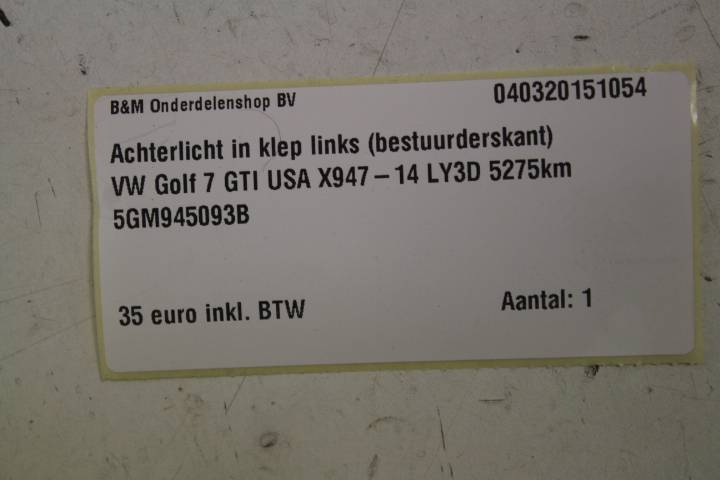 B&M Onderdelenshop BV 040320151054
Achterlicht in klep links (bestuurderskant)
VW Golf 7 GTI USA X947-14 LY3D 5275km
5GM945093B
35 euro inkl. BTW Aantal: 1